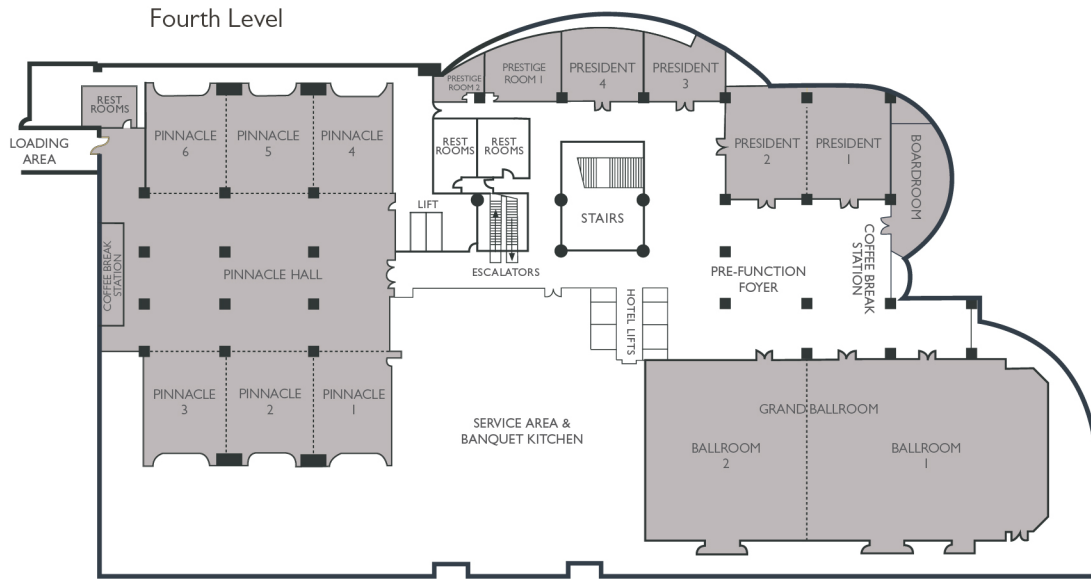 Fourth Level
PRESTIGE
ROOM 2
PRESTIGE
ROOM 1
PRESIDENT
4
PRESIDENT
3
REST
ROOMS
LOADING
AREA
PINNACLE
6
PINNACLE
5
PINNACLE
4
REST
ROOMS
REST
ROOMS
PRESIDENT
2
PRESIDENT
1
BOARDROOM
LIFT
STAIRS
ESCALATORS
COFFEE BREAK
STATION
PINNACLE HALL
PRE-FUNCTION
FOYER
COFFEE BREAK
STATION
HOTEL LIFTS
PINNACLE
3
PINNACLE
2
PINNACLE
1
SERVICE AREA &
BANQUET KITCHEN
GRAND BALLROOM
BALLROOM
2
BALLROOM
1